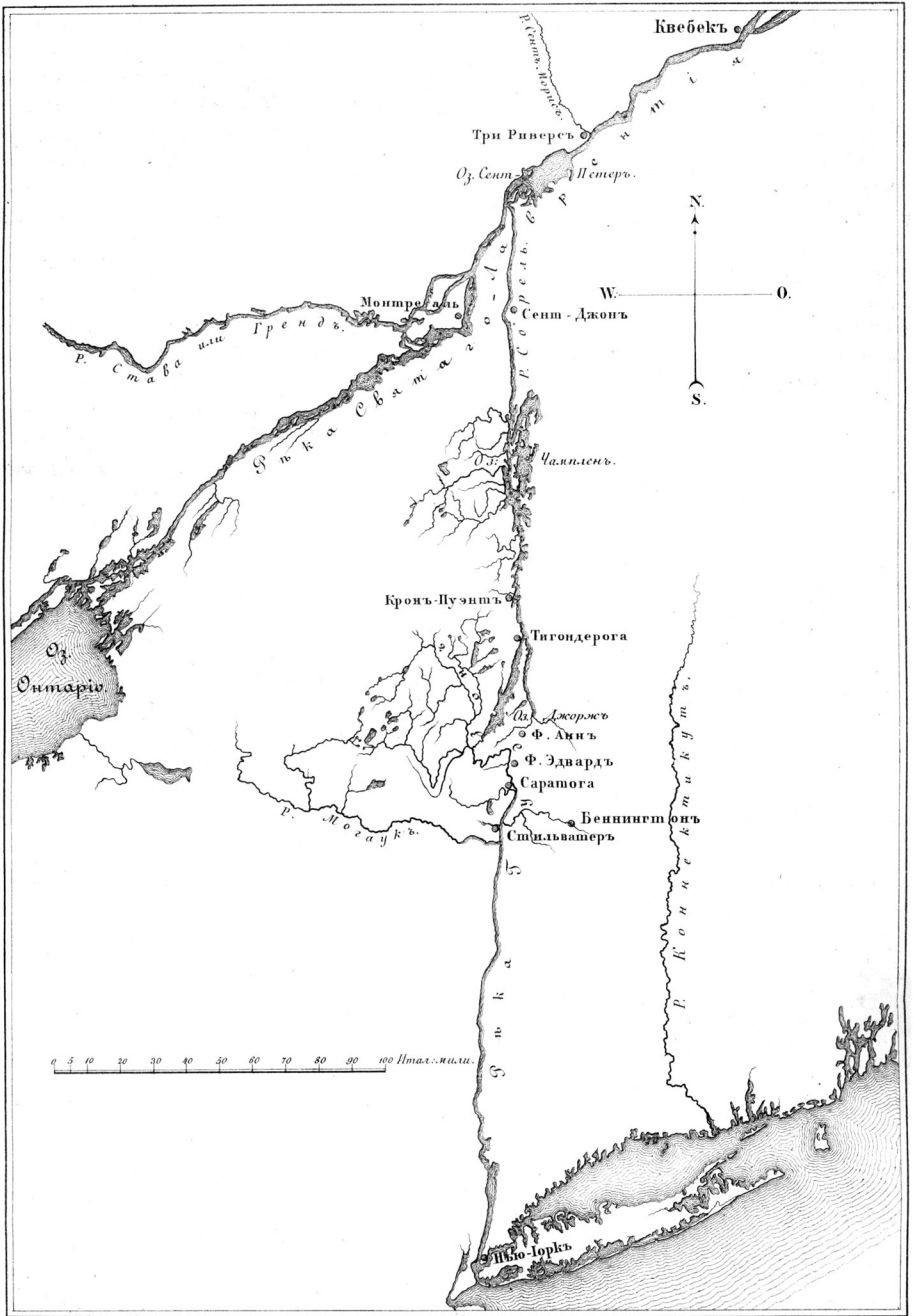 Квебекъ
Р. Сентъ-Морисъ.
Три Риверсъ
Оз. Сент-Петеръ.
N.
W.
O.
S.
Монтреаль
Сент-Джонъ
Р. Става или Грендъ.
Рѣка Святаго-Лаврентія
Р. Сорель.
Оз: Чампленъ.
Кронъ-Пуэнтъ
Тигондерога
Оз.
Онтаріо.
Оз. Джоржъ
Ф. Аннъ
Ф. Эдвардъ
Саратога
Беннингтонъ
Стильватеръ
Р. Могаукъ.
Р. Коннектикутъ.
Рѣка
0 5 10 20 30 40 50 60 70 80 90 100 Итал: мили.
Нью-Іоркъ